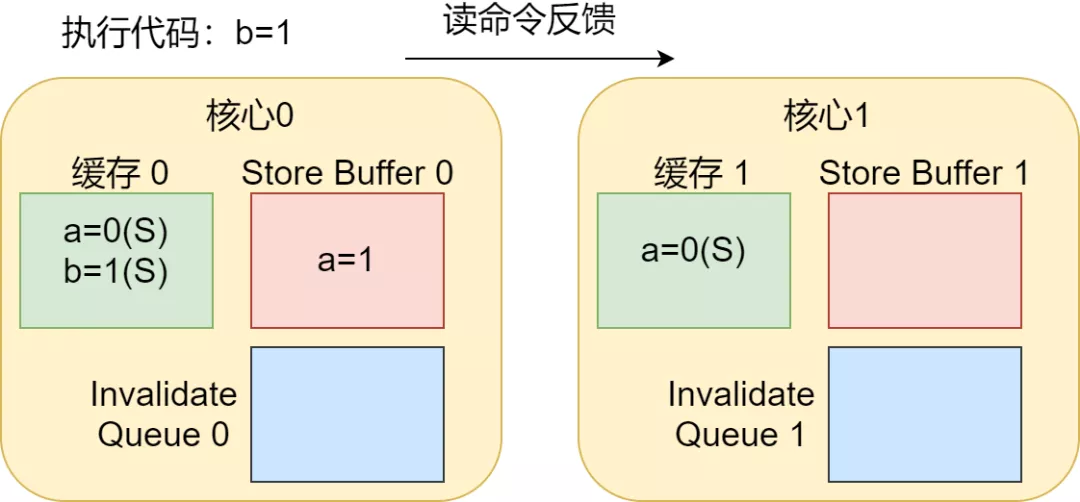 执行代码：b=1
读命令反馈
核心0
缓存 0
Store Buffer 0
a=0(S)
b=1(S)
a=1
Invalidate
Queue 0
核心1
缓存 1
Store Buffer 1
a=0(S)
Invalidate
Queue 1